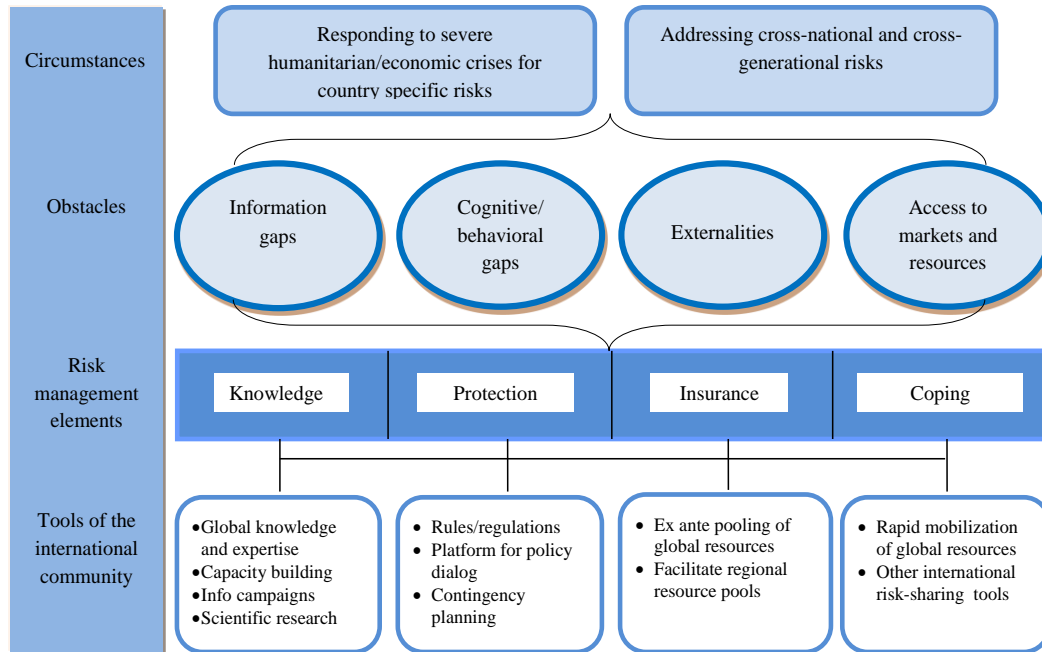 Circumstances
Responding to severe
humanitarian/economic crises for
country specific risks
Addressing cross-national and cross-
generational risks
Obstacles
Information
gaps
Cognitive/
behavioral
gaps
Externalities
Access to
markets and
resources
Risk
management
elements
Knowledge
Protection
Insurance
Coping
Tools of the
international
community
•Global knowledge
and expertise
•Capacity building
•Info campaigns
•Scientific research
• Rules/regulations
• Platform for policy
dialog
• Contingency
planning
• Ex ante pooling of
global resources
• Facilitate regional
resource pools
• Rapid mobilization
of global resources
• Other international
risk-sharing tools